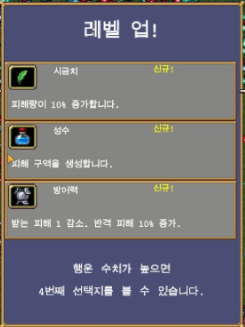 레벨 업!
시금치 신규!
피해량이 10% 증가합니다.
성수 신규!
피해 구역을 생성합니다.
방어력 신규!
받는 피해 1 감소. 반격 피해 10% 증가.
행운 수치가 높으면
4번째 선택지를 볼 수 있습니다.